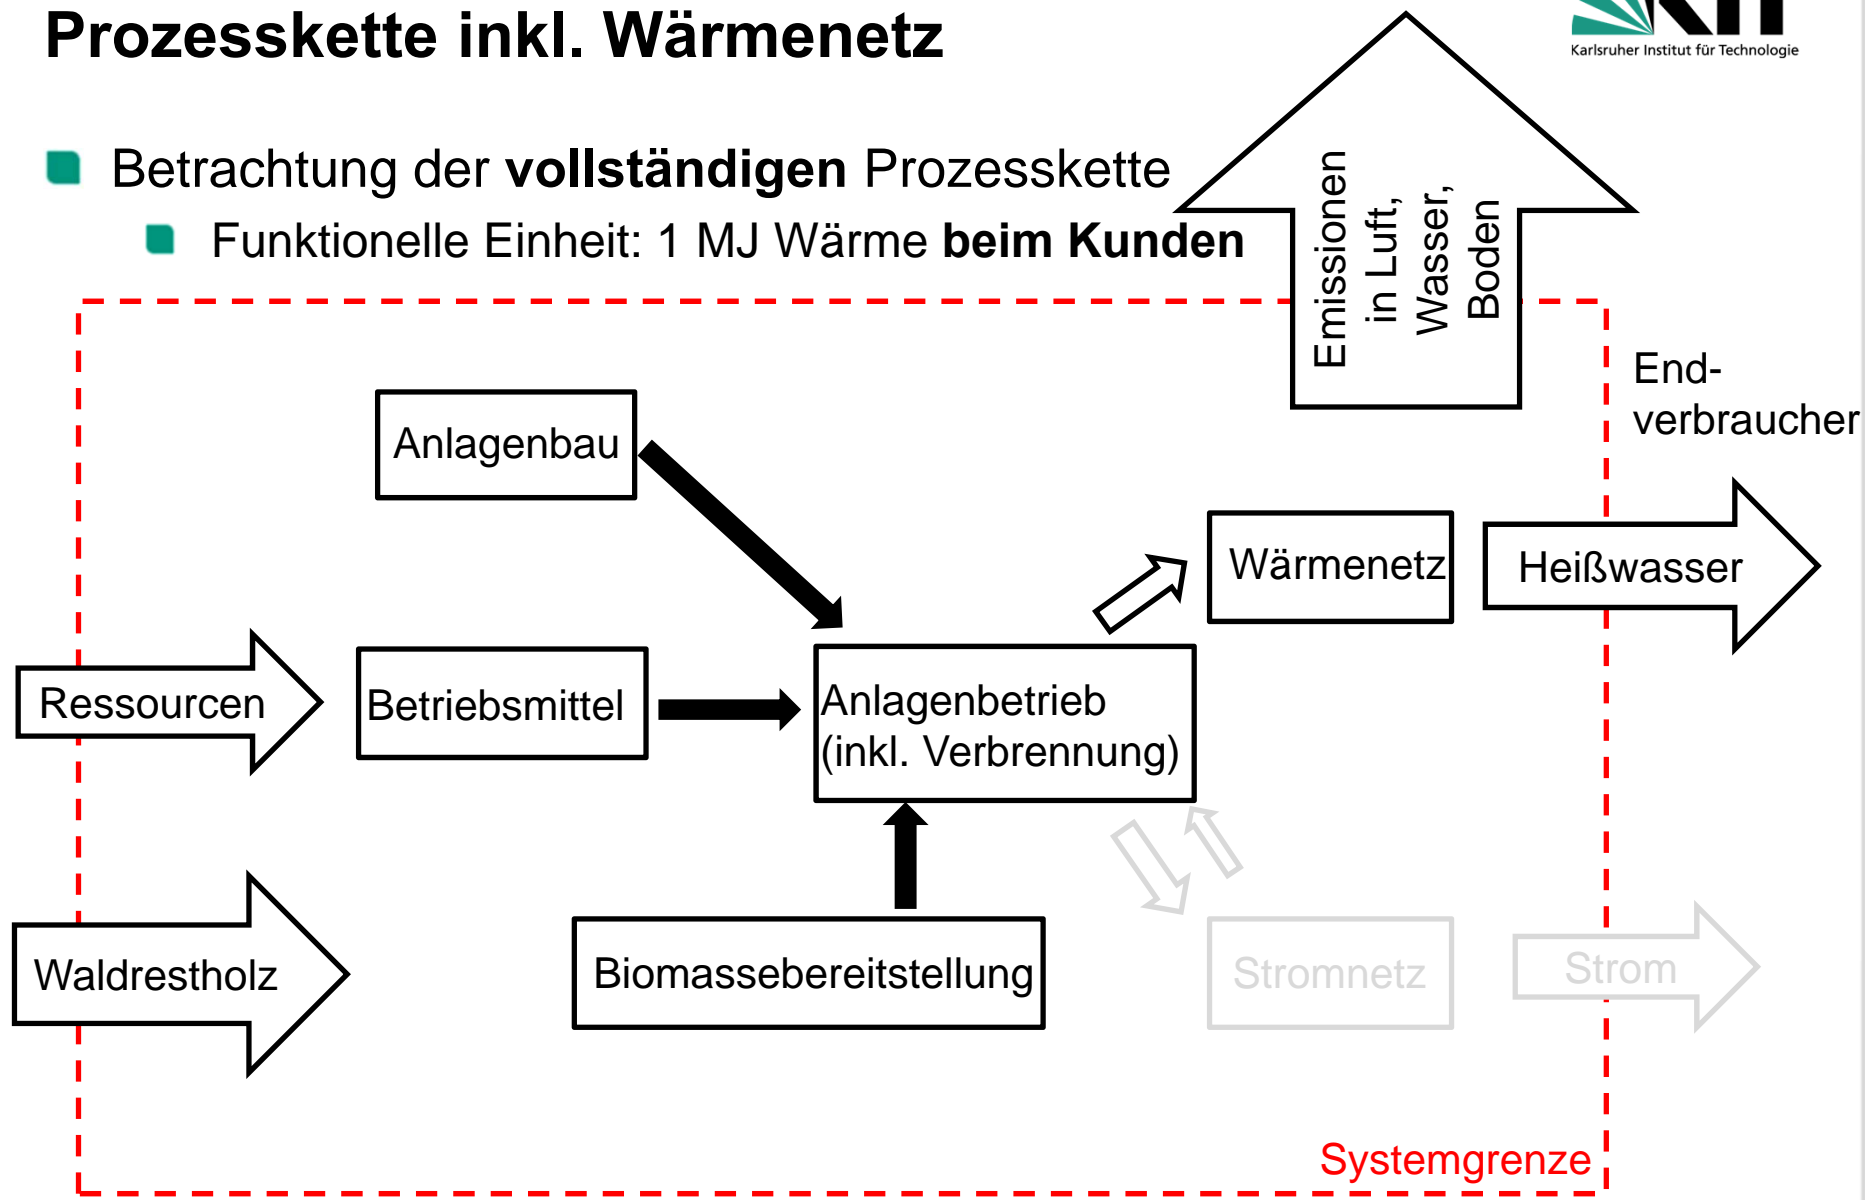 Prozesskette inkl. Wärmenetz
Karlsruher Institut für Technologie
Betrachtung der vollständigen Prozesskette
Funktionelle Einheit: 1 MJ Wärme beim Kunden
Emissionen
in Luft,
Wasser,
Boden
End-
verbraucher
Anlagenbau
Wärmenetz
Heißwasser
Ressourcen
Betriebsmittel
Anlagenbetrieb
(inkl. Verbrennung)
Waldrestholz
Biomassebereitstellung
Stromnetz
Strom
Systemgrenze